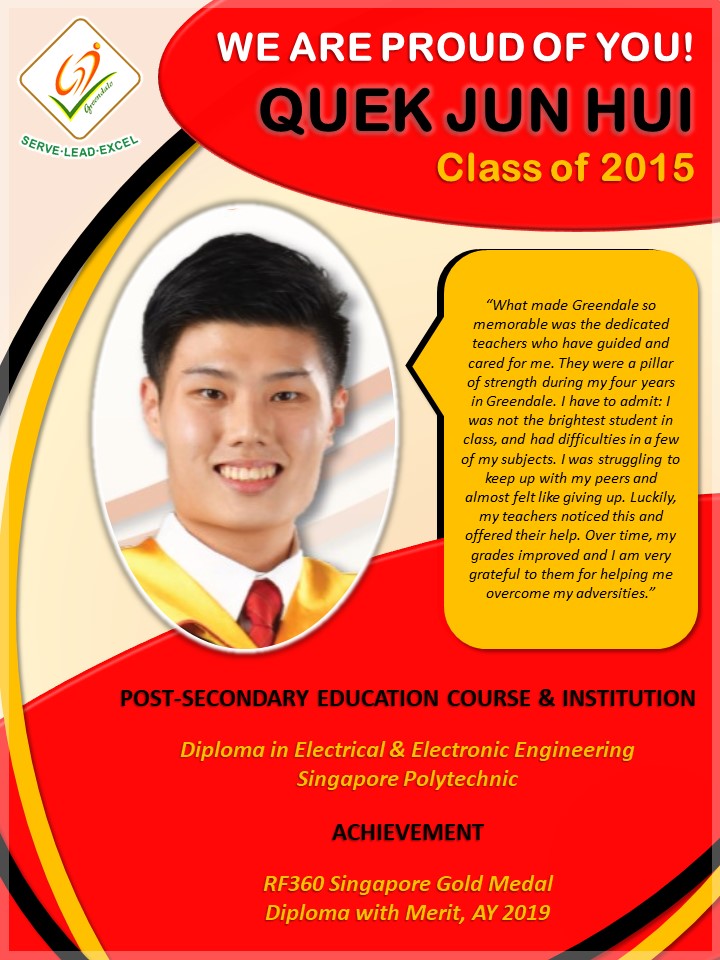 WE ARE PROUD OF YOU!
QUEK JUN HUI
Class of 2015
Greendale
SERVE·LEAD·EXCEL
“What made Greendale so
memorable was the dedicated
teachers who have guided and
cared for me. They were a pillar
of strength during my four years
in Greendale. I have to admit: I
was not the brightest student in
class, and had difficulties in a few
of my subjects. I was struggling to
keep up with my peers and
almost felt like giving up. Luckily,
my teachers noticed this and
offered their help. Over time, my
grades improved and I am very
grateful to them for helping me
overcome my adversities.”
POST-SECONDARY EDUCATION COURSE & INSTITUTION
Diploma in Electrical & Electronic Engineering
Singapore Polytechnic
ACHIEVEMENT
RF360 Singapore Gold Medal
Diploma with Merit, AY 2019